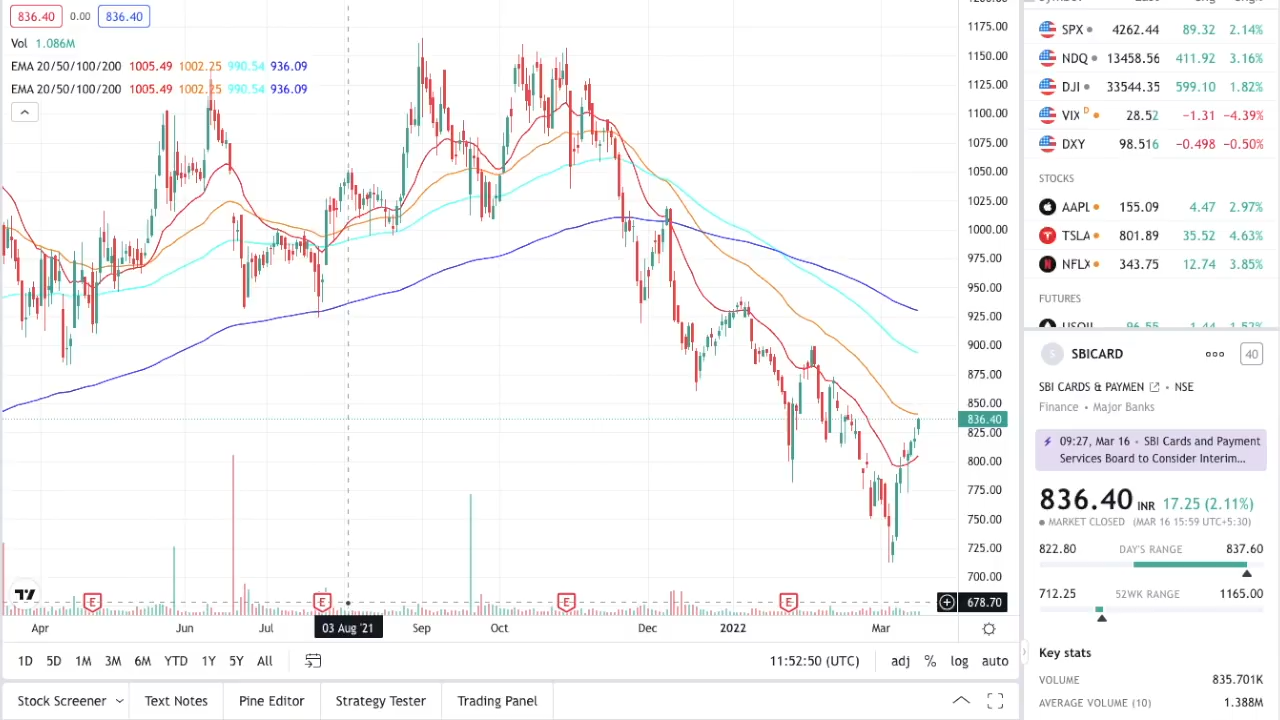 836.40 0.00 836.40
Vol 1.086M
EMA 20/50/100/200 1005.49 1002.25 990.54 936.09
EMA 20/50/100/200 1005.49 1002.25 990.54 936.09
1175.00
1150.00
1125.00
1100.00
1075.00
1050.00
1025.00
1000.00
975.00
950.00
925.00
900.00
875.00
850.00
836.40
825.00
800.00
775.00
750.00
725.00
700.00
678.70
E E E E
Apr Jun Jul 03 Aug '21 Sep Oct Dec 2022 Mar
1D 5D 1M 3M 6M YTD 1Y 5Y All 11:52:50 (UTC) adj % log auto
Stock Screener Text Notes Pine Editor Strategy Tester Trading Panel
SPX 4262.44 89.32 2.14%
NDQ 13458.56 411.92 3.16%
DJI 33544.35 599.10 1.82%
VIX D 28.52 −1.31 −4.39%
DXY 98.516 −0.498 −0.50%
STOCKS
AAPL 155.09 4.47 2.97%
TSLA 801.89 35.52 4.63%
NFLX 343.75 12.74 3.85%
FUTURES
USOIL 96.55 1.44 1.52%
S SBICARD 40
SBI CARDS & PAYMEN • NSE
Finance • Major Banks
09:27, Mar 16 • SBI Cards and Payment
Services Board to Consider Interim...
836.40 INR 17.25 (2.11%)
MARKET CLOSED (MAR 16 15:59 UTC+5:30)
822.80 DAY'S RANGE 837.60
712.25 52WK RANGE 1165.00
Key stats
VOLUME 835.701K
AVERAGE VOLUME (10) 1.388M